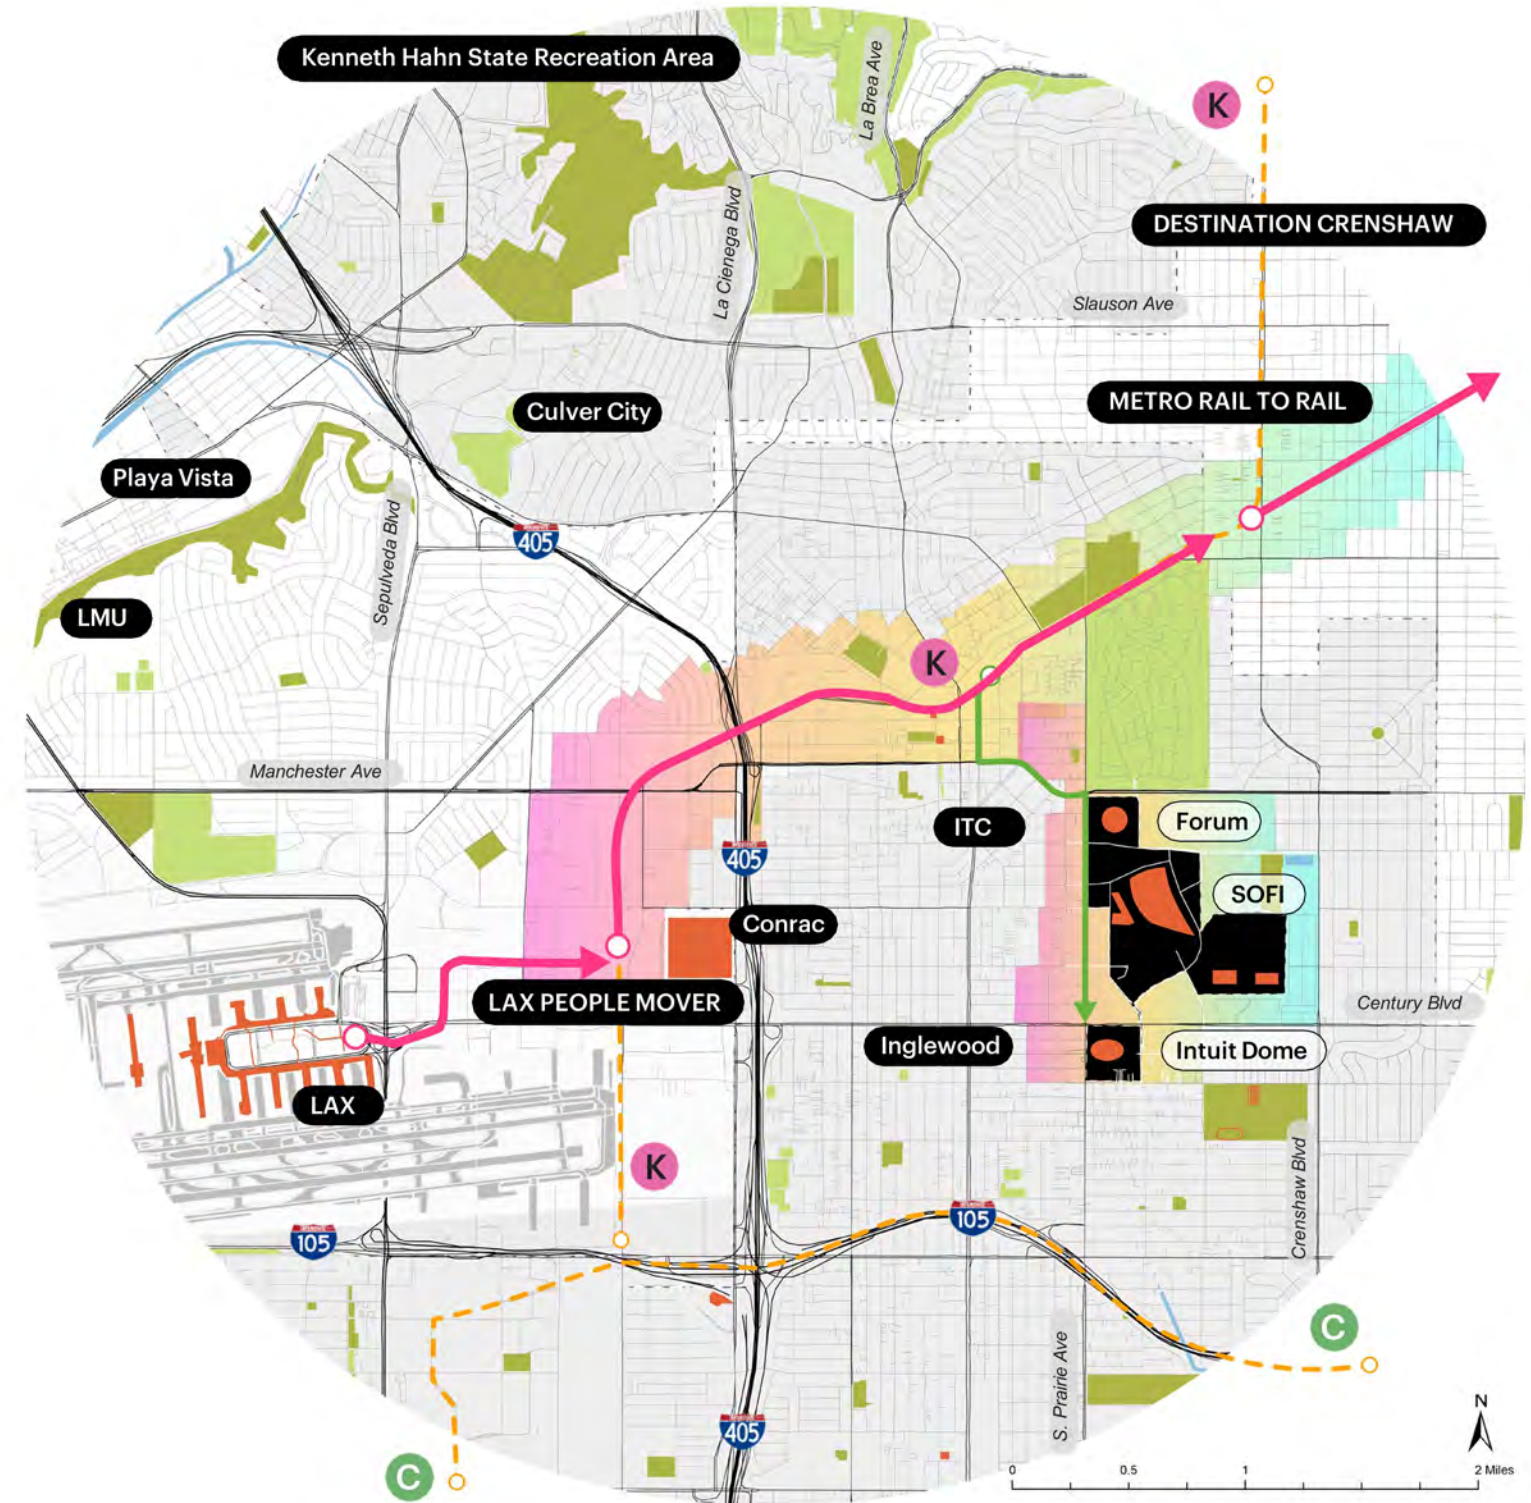 Kenneth Hahn State Recreation Area
La Brea Ave
K
DESTINATION CRENSHAW
La Cienega Blvd
Slauson Ave
METRO RAIL TO RAIL
Culver City
Playa Vista
Sepulveda Blvd
405
LMU
K
Manchester Ave
ITC
Forum
405
SOFI
Conrac
LAX PEOPLE MOVER
Century Blvd
Inglewood
Intuit Dome
LAX
K
Crenshaw Blvd
105
105
C
S. Prairie Ave
N
405
C
0
0.5
1
2 Miles